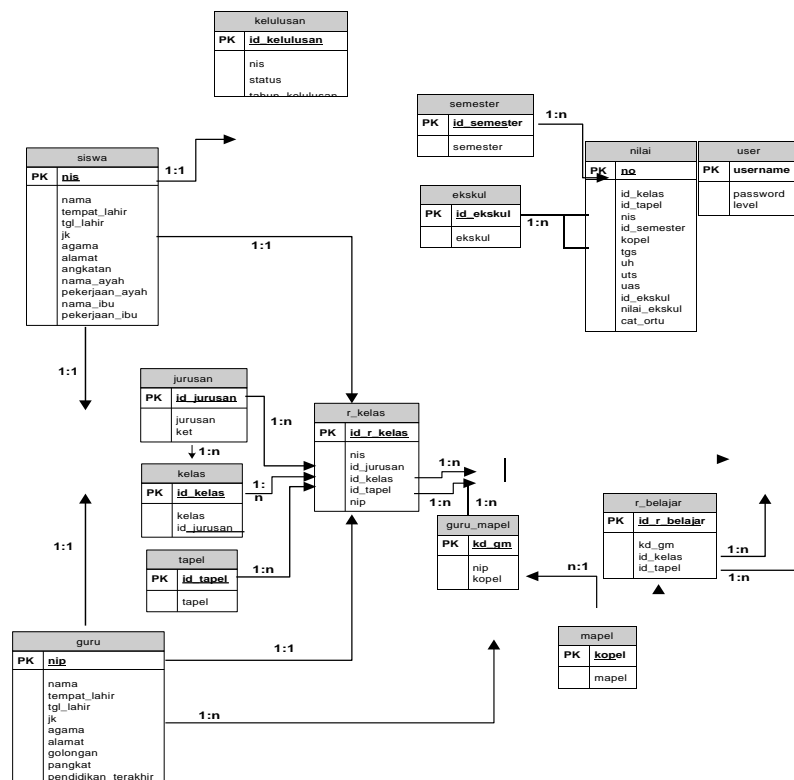 kelulusan
PK id_kelulusan
nis
status
tahun_kelulusan
semester
PK id_semester
semester
1:n
nilai
PK no
id_kelas
id_tapel
nis
id_semester
kopel
tgs
uh
uts
uas
id_ekskul
nilai_ekskul
cat_ortu
user
PK username
password
level
ekskul
PK id_ekskul
ekskul
1:n
siswa
PK nis
nama
tempat_lahir
tgl_lahir
jk
agama
alamat
angkatan
nama_ayah
pekerjaan_ayah
nama_ibu
pekerjaan_ibu
1:1
1:1
1:1
jurusan
PK id_jurusan
jurusan
ket
1:n
1:n
kelas
PK id_kelas
kelas
id_jurusan
1:
n
tapel
PK id_tapel
tapel
1:n
r_kelas
PK id_r_kelas
nis
id_jurusan
id_kelas
id_tapel
nip
1:n
1:n
1:n
guru_mapel
PK kd_gm
nip
kopel
n:1
r_belajar
PK id_r_belajar
kd_gm
id_kelas
id_tapel
1:n
1:n
mapel
PK kopel
mapel
1:1
guru
PK nip
nama
tempat_lahir
tgl_lahir
jk
agama
alamat
golongan
pangkat
pendidikan_terakhir
1:1
1:n